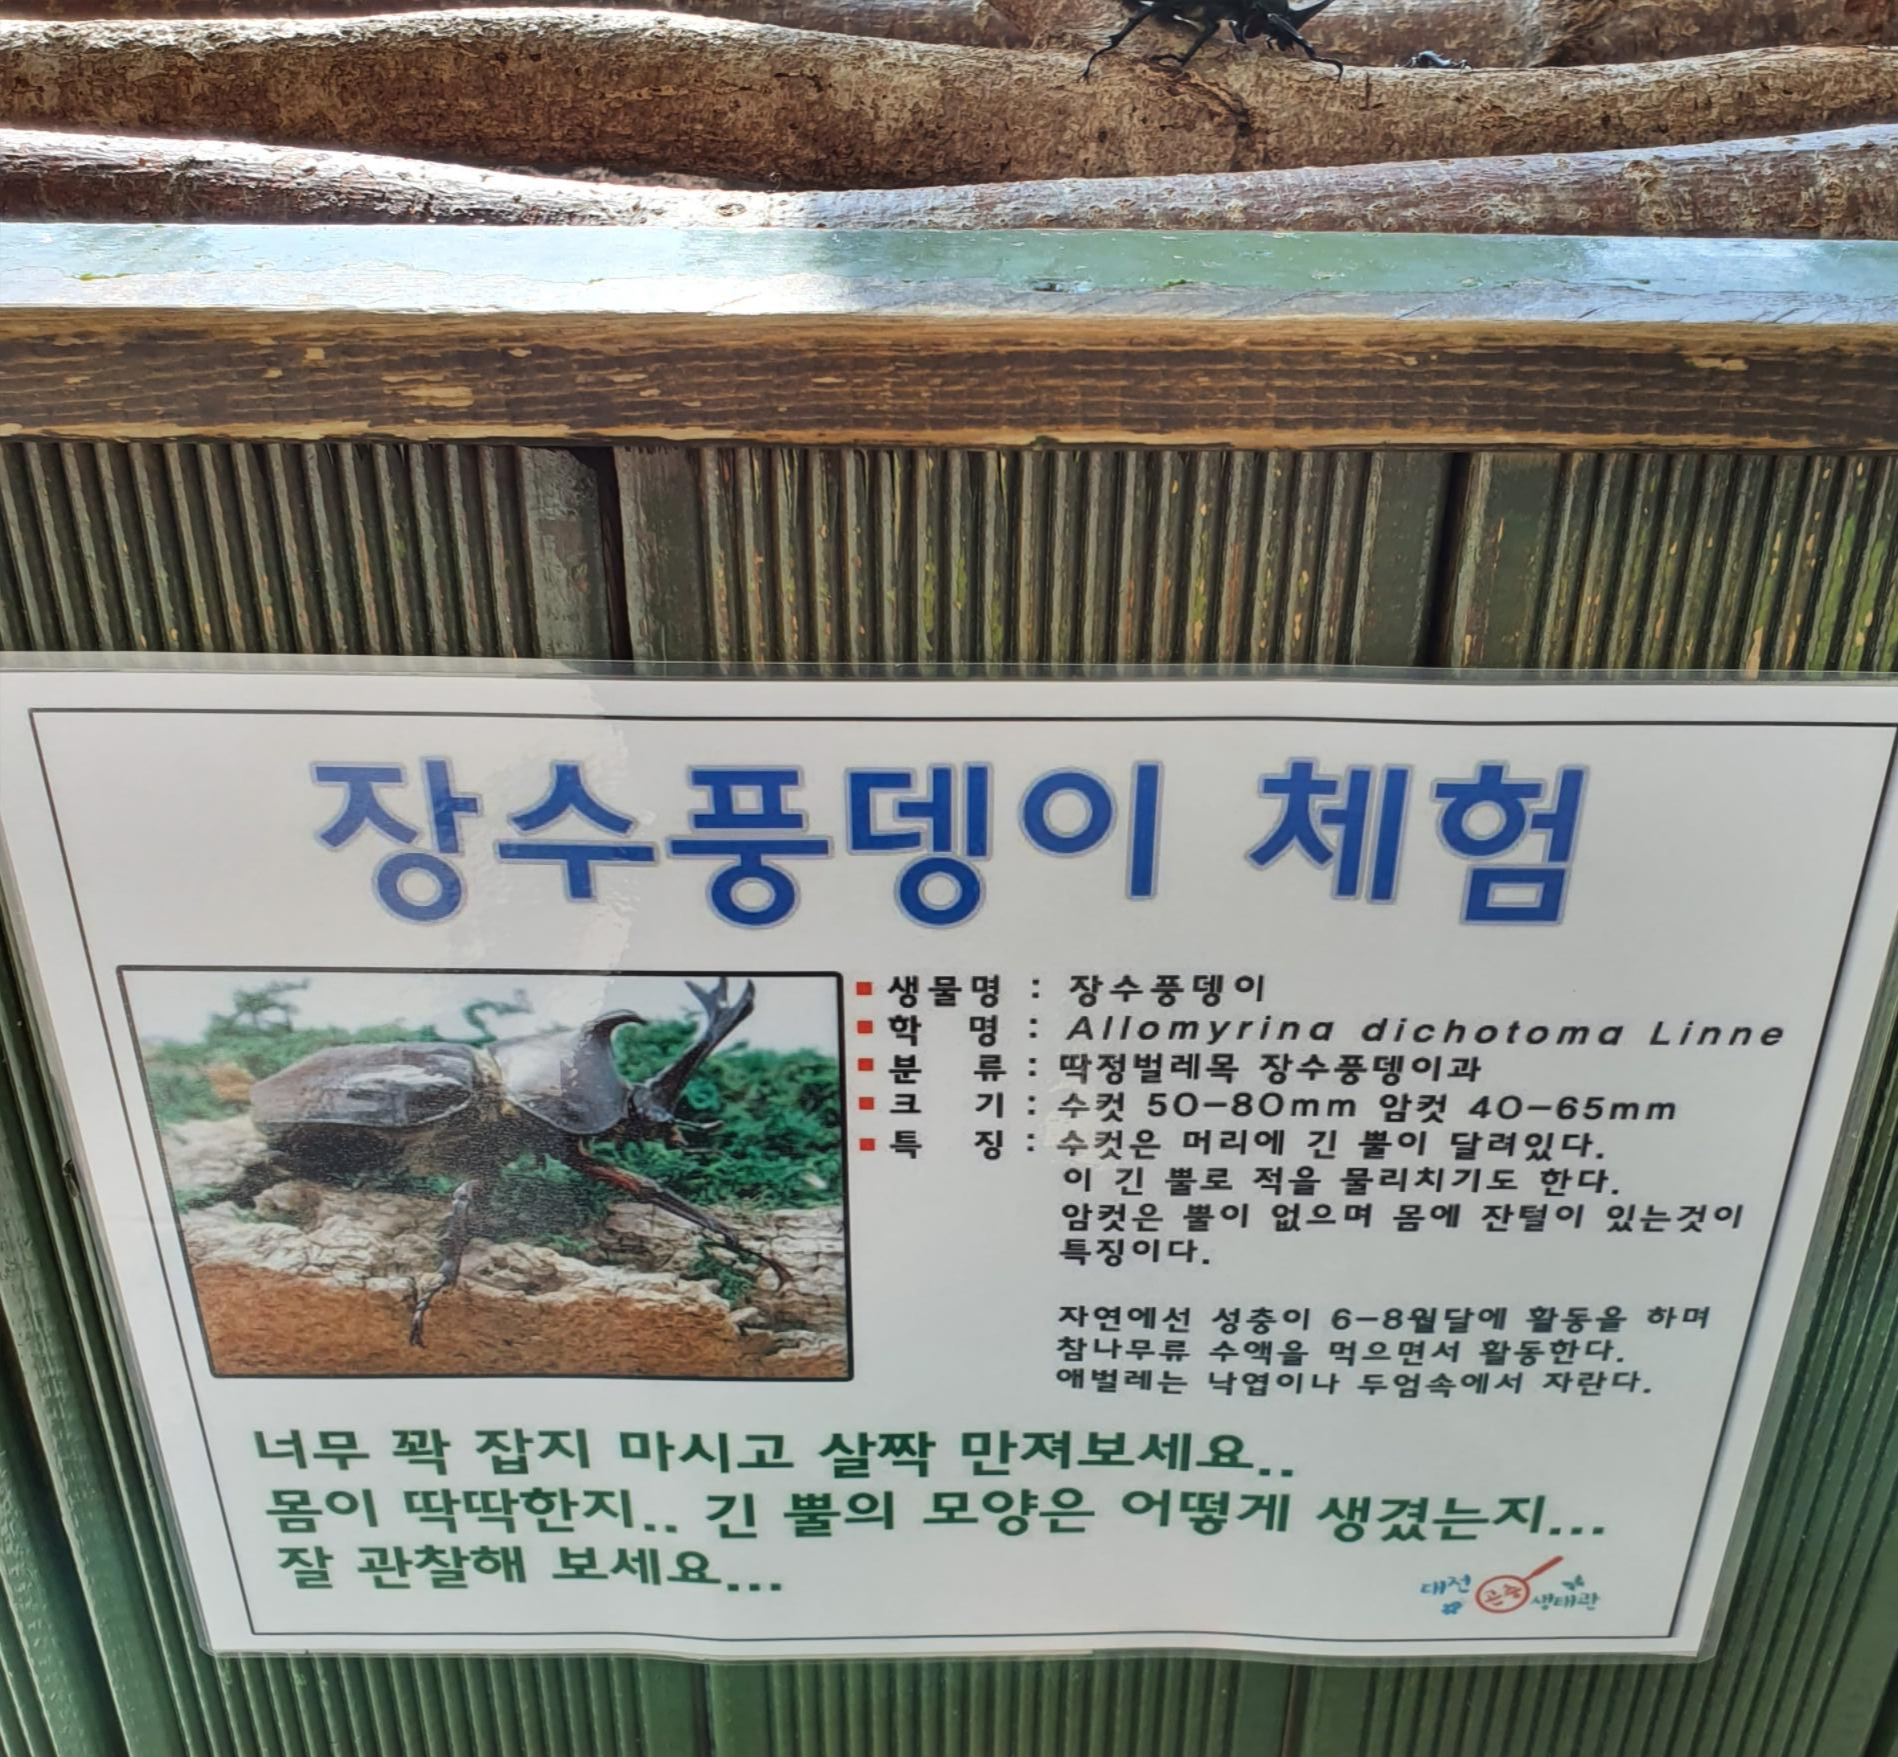 장수풍뎅이 체험
생물명 : 장수풍뎅이
학 명 : Allomyrina dichotoma Linne
분 류 : 딱정벌레목 장수풍뎅이과
크 기 : 수컷 50-80mm 암컷 40-65mm
특 징 : 수컷은 머리에 긴 뿔이 달려있다.
이 긴 뿔로 적을 물리치기도 한다.
암컷은 뿔이 없으며 몸에 잔털이 있는것이
특징이다.
자연에선 성충이 6-8월달에 활동을 하며
참나무류 수액을 먹으면서 활동한다.
애벌레는 낙엽이나 두엄속에서 자란다.
너무 꽉 잡지 마시고 살짝 만져보세요..
몸이 딱딱한지.. 긴 뿔의 모양은 어떻게 생겼는지...
잘 관찰해 보세요...
대전 곤충 생태관